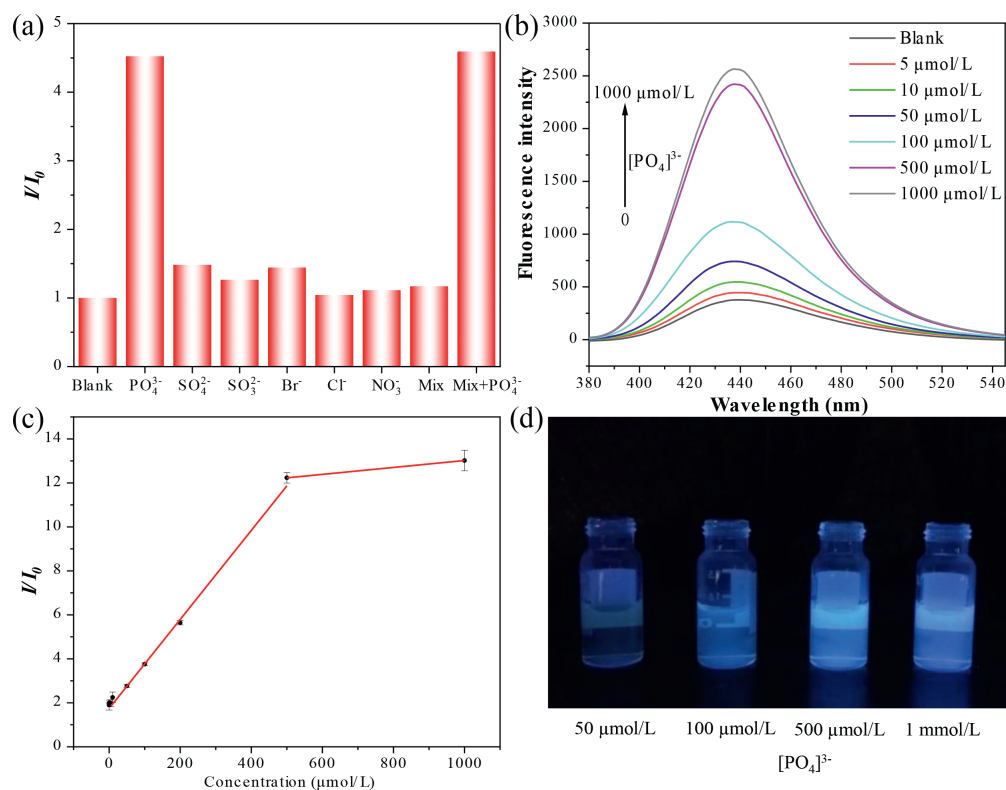 (a)
I/I0
5
4
3
2
1
0
Blank PO₄³⁻ SO₄²⁻ SO₃²⁻ Br⁻ Cl⁻ NO₃⁻ Mix Mix+PO₄³⁻
(b)
Fluorescence intensity
3000
2500
2000
1500
1000
500
0
1000 μmol/L
[PO₄]³⁻
0
Blank
5 μmol/L
10 μmol/L
50 μmol/L
100 μmol/L
500 μmol/L
1000 μmol/L
380 400 420 440 460 480 500 520 540
Wavelength (nm)
(c)
I/I0
14
12
10
8
6
4
2
0
0 200 400 600 800 1000
Concentration (μmol/L)
(d)
50 μmol/L 100 μmol/L 500 μmol/L 1 mmol/L
[PO₄]³⁻